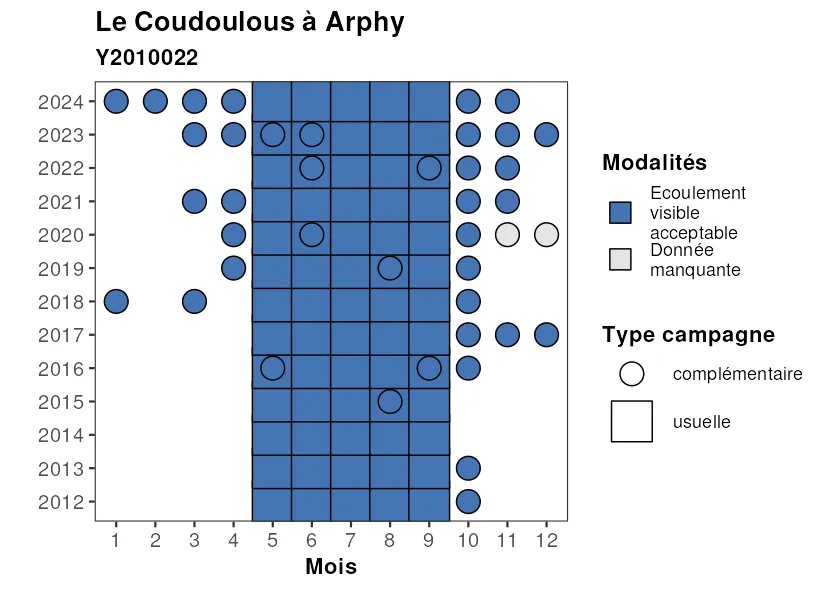 Le Coudoulous à Arphy
Y2010022
2024
2023
2022
2021
2020
2019
2018
2017
2016
2015
2014
2013
2012
1 2 3 4 5 6 7 8 9 10 11 12
Mois
Modalités
Ecoulement
visible
acceptable
Donnée
manquante
Type campagne
complémentaire
usuelle